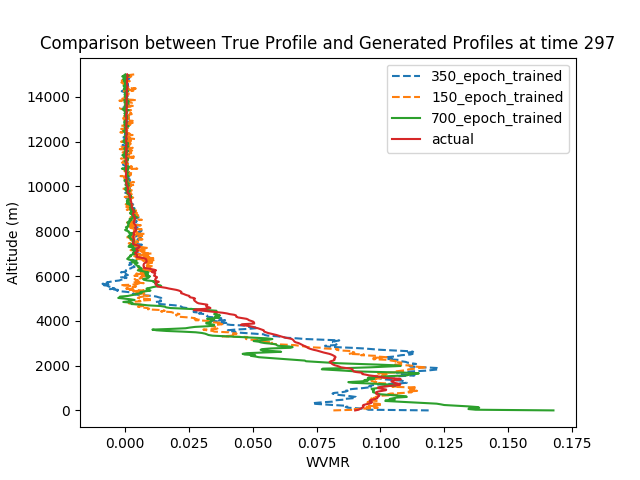 Comparison between True Profile and Generated Profiles at time 297
350_epoch_trained
150_epoch_trained
700_epoch_trained
actual
14000
12000
10000
8000
6000
4000
2000
0
Altitude (m)
0.000 0.025 0.050 0.075 0.100 0.125 0.150 0.175
WVMR